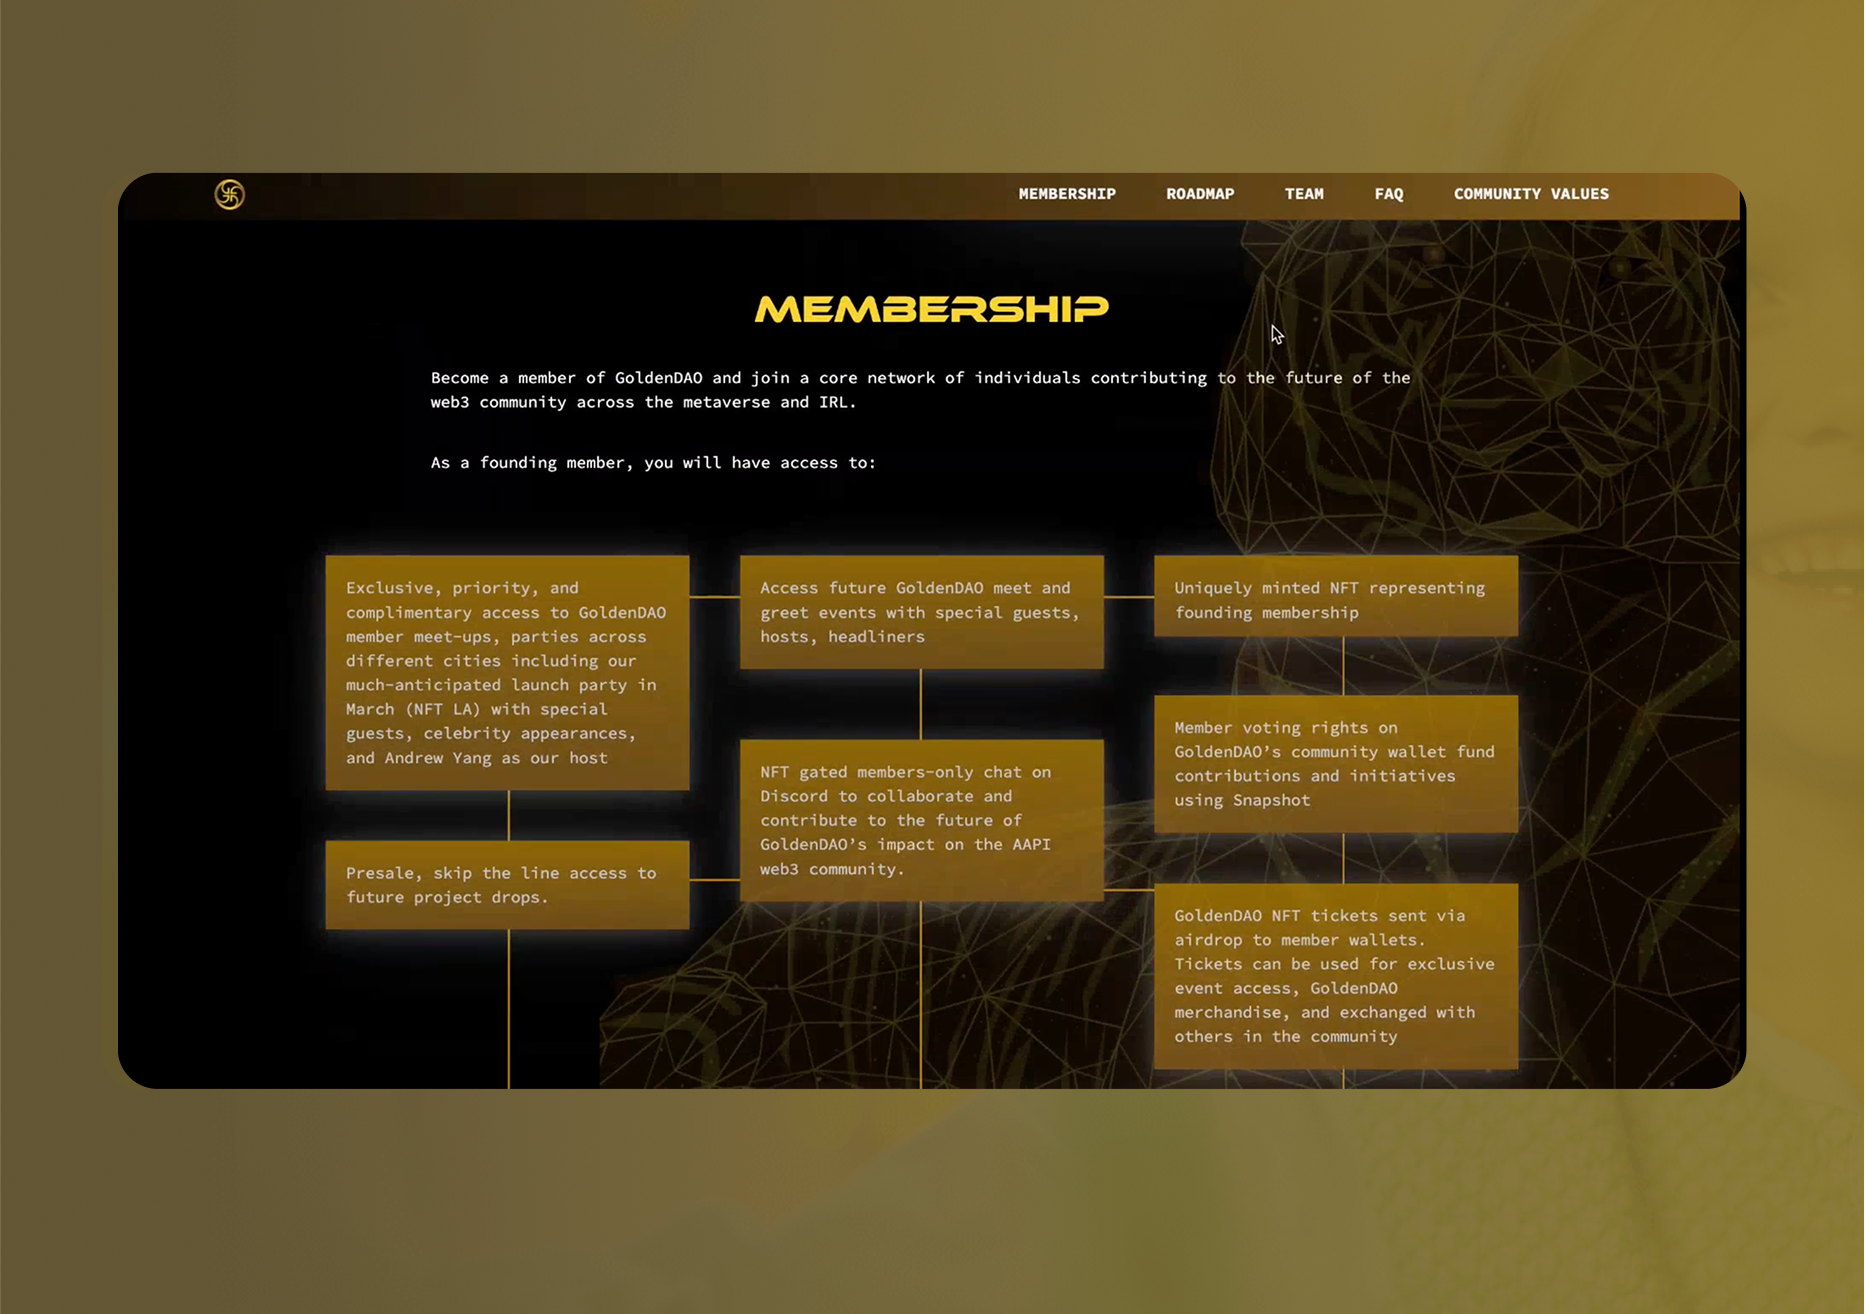 MEMBERSHIP ROADMAP TEAM FAQ COMMUNITY VALUES
MEMBERSHIP
Become a member of GoldenDAO and join a core network of individuals contributing to the future of the
web3 community across the metaverse and IRL.
As a founding member, you will have access to:
Exclusive, priority, and
complimentary access to GoldenDAO
member meet-ups, parties across
different cities including our
much-anticipated launch party in
March (NFT LA) with special
guests, celebrity appearances,
and Andrew Yang as our host
Presale, skip the line access to
future project drops.
Access future GoldenDAO meet and
greet events with special guests,
hosts, headliners
NFT gated members-only chat on
Discord to collaborate and
contribute to the future of
GoldenDAO’s impact on the AAPI
web3 community.
Uniquely minted NFT representing
founding membership
Member voting rights on
GoldenDAO’s community wallet fund
contributions and initiatives
using Snapshot
GoldenDAO NFT tickets sent via
airdrop to member wallets.
Tickets can be used for exclusive
event access, GoldenDAO
merchandise, and exchanged with
others in the community